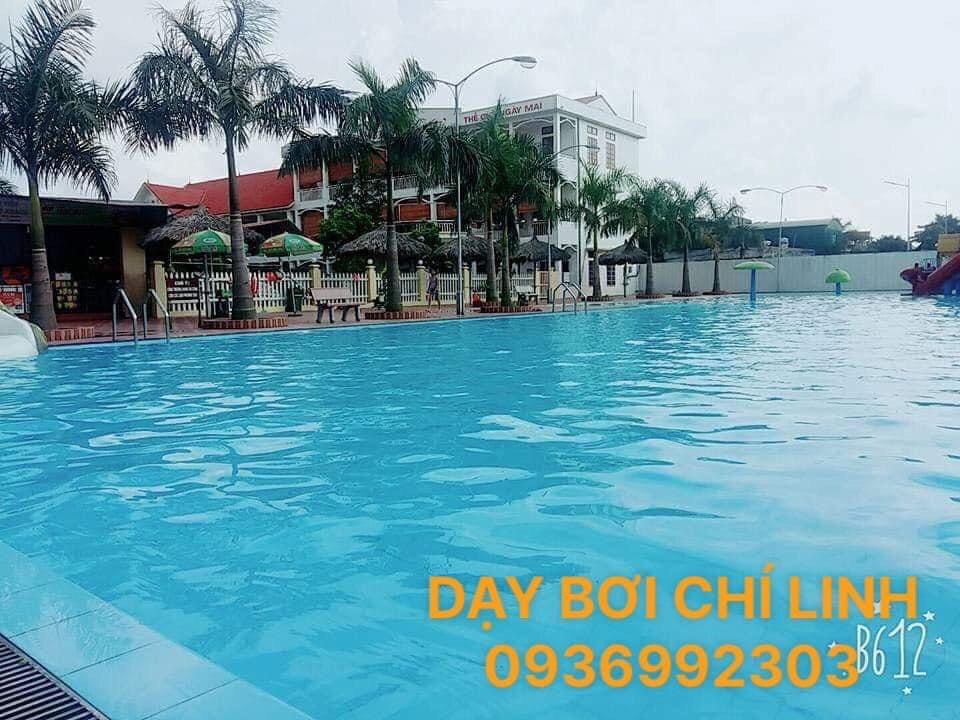 THẾ GIỚI NGÀY MAI
DẠY BƠI CHÍ LINH
0936992303
B612